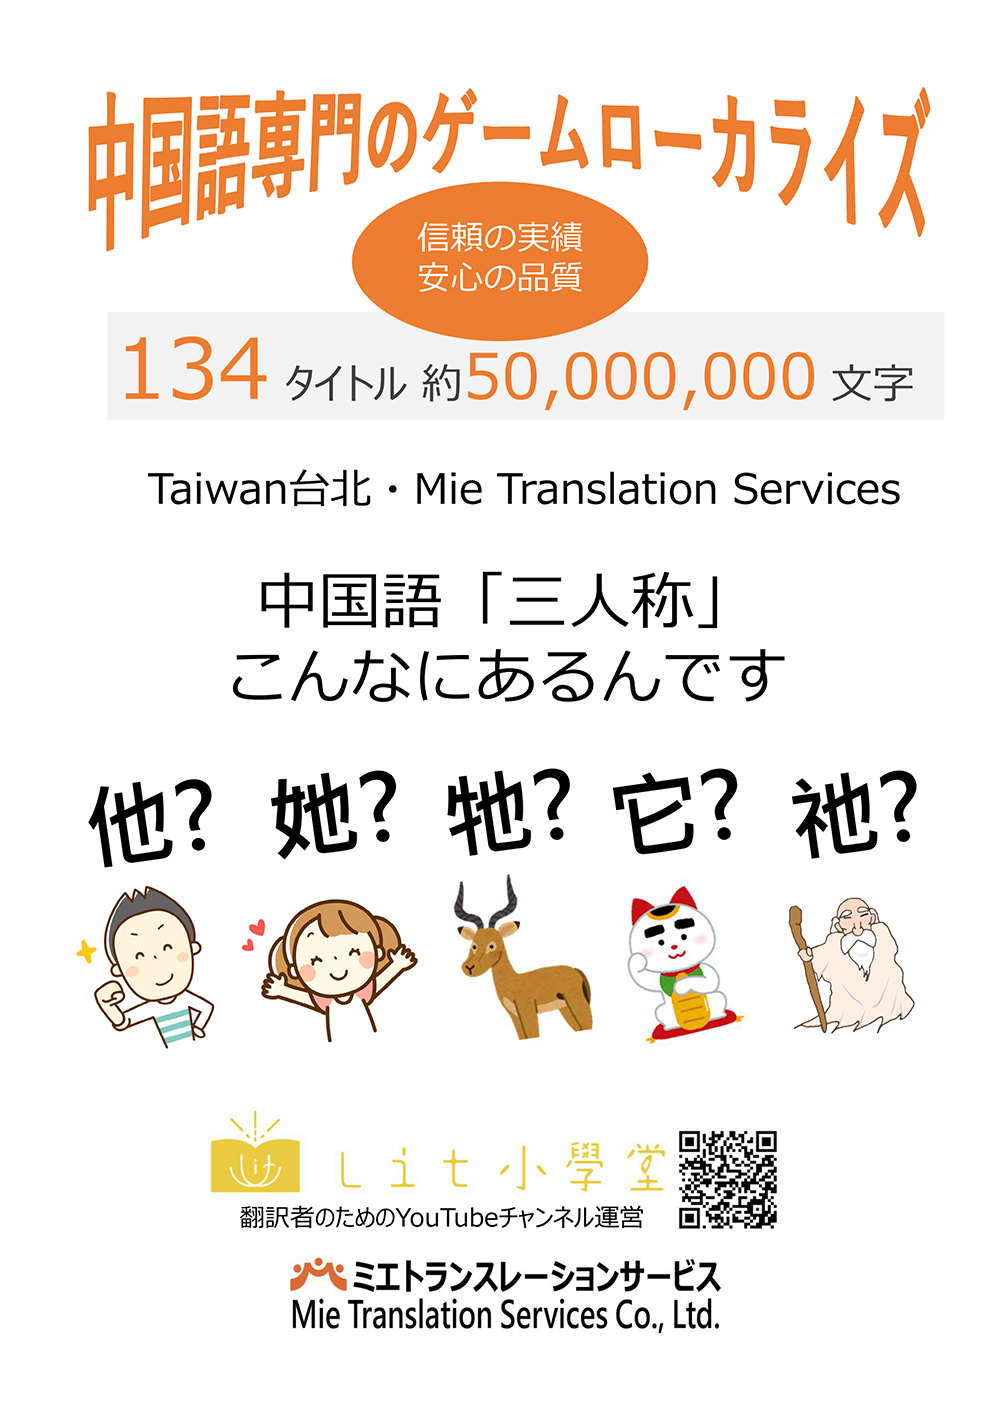 中国語専門のゲームローカライズ
信頼の実績
安心の品質
134 タイトル 約50,000,000 文字
Taiwan台北・Mie Translation Services
中国語「三人称」
こんなにあるんです
他? 她? 牠? 它? 祂?
Lit
Lit小學堂
翻訳者のためのYouTubeチャンネル運営
ミエトランスレーションサービス
Mie Translation Services Co., Ltd.